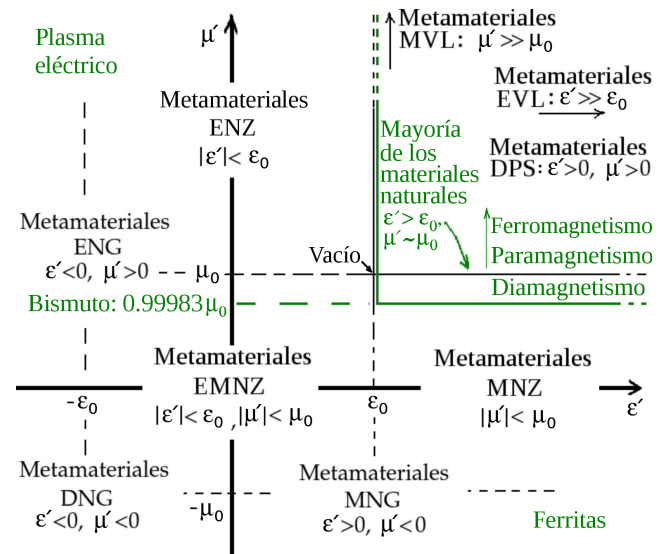 Plasma
eléctrico
μ´
Metamateriales
MVL: μ´ >> μ₀
Metamateriales
EVL: ε´ >> ε₀
Metamateriales
ENZ
|ε´| < ε₀
Mayoría
de los
materiales
naturales
ε´ > ε₀,
μ´ ~ μ₀
Metamateriales
DPS: ε´>0, μ´>0
Metamateriales
ENG
ε´<0, μ´>0
μ₀
Vacío
Ferromagnetismo
Paramagnetismo
Diamagnetismo
Bismuto: 0.99983 μ₀
Metamateriales
EMNZ
|ε´| < ε₀ , |μ´| < μ₀
Metamateriales
MNZ
|μ´| < μ₀
-ε₀
ε₀
ε´
Metamateriales
DNG
ε´<0, μ´<0
-μ₀
Metamateriales
MNG
ε´>0, μ´<0
Ferritas